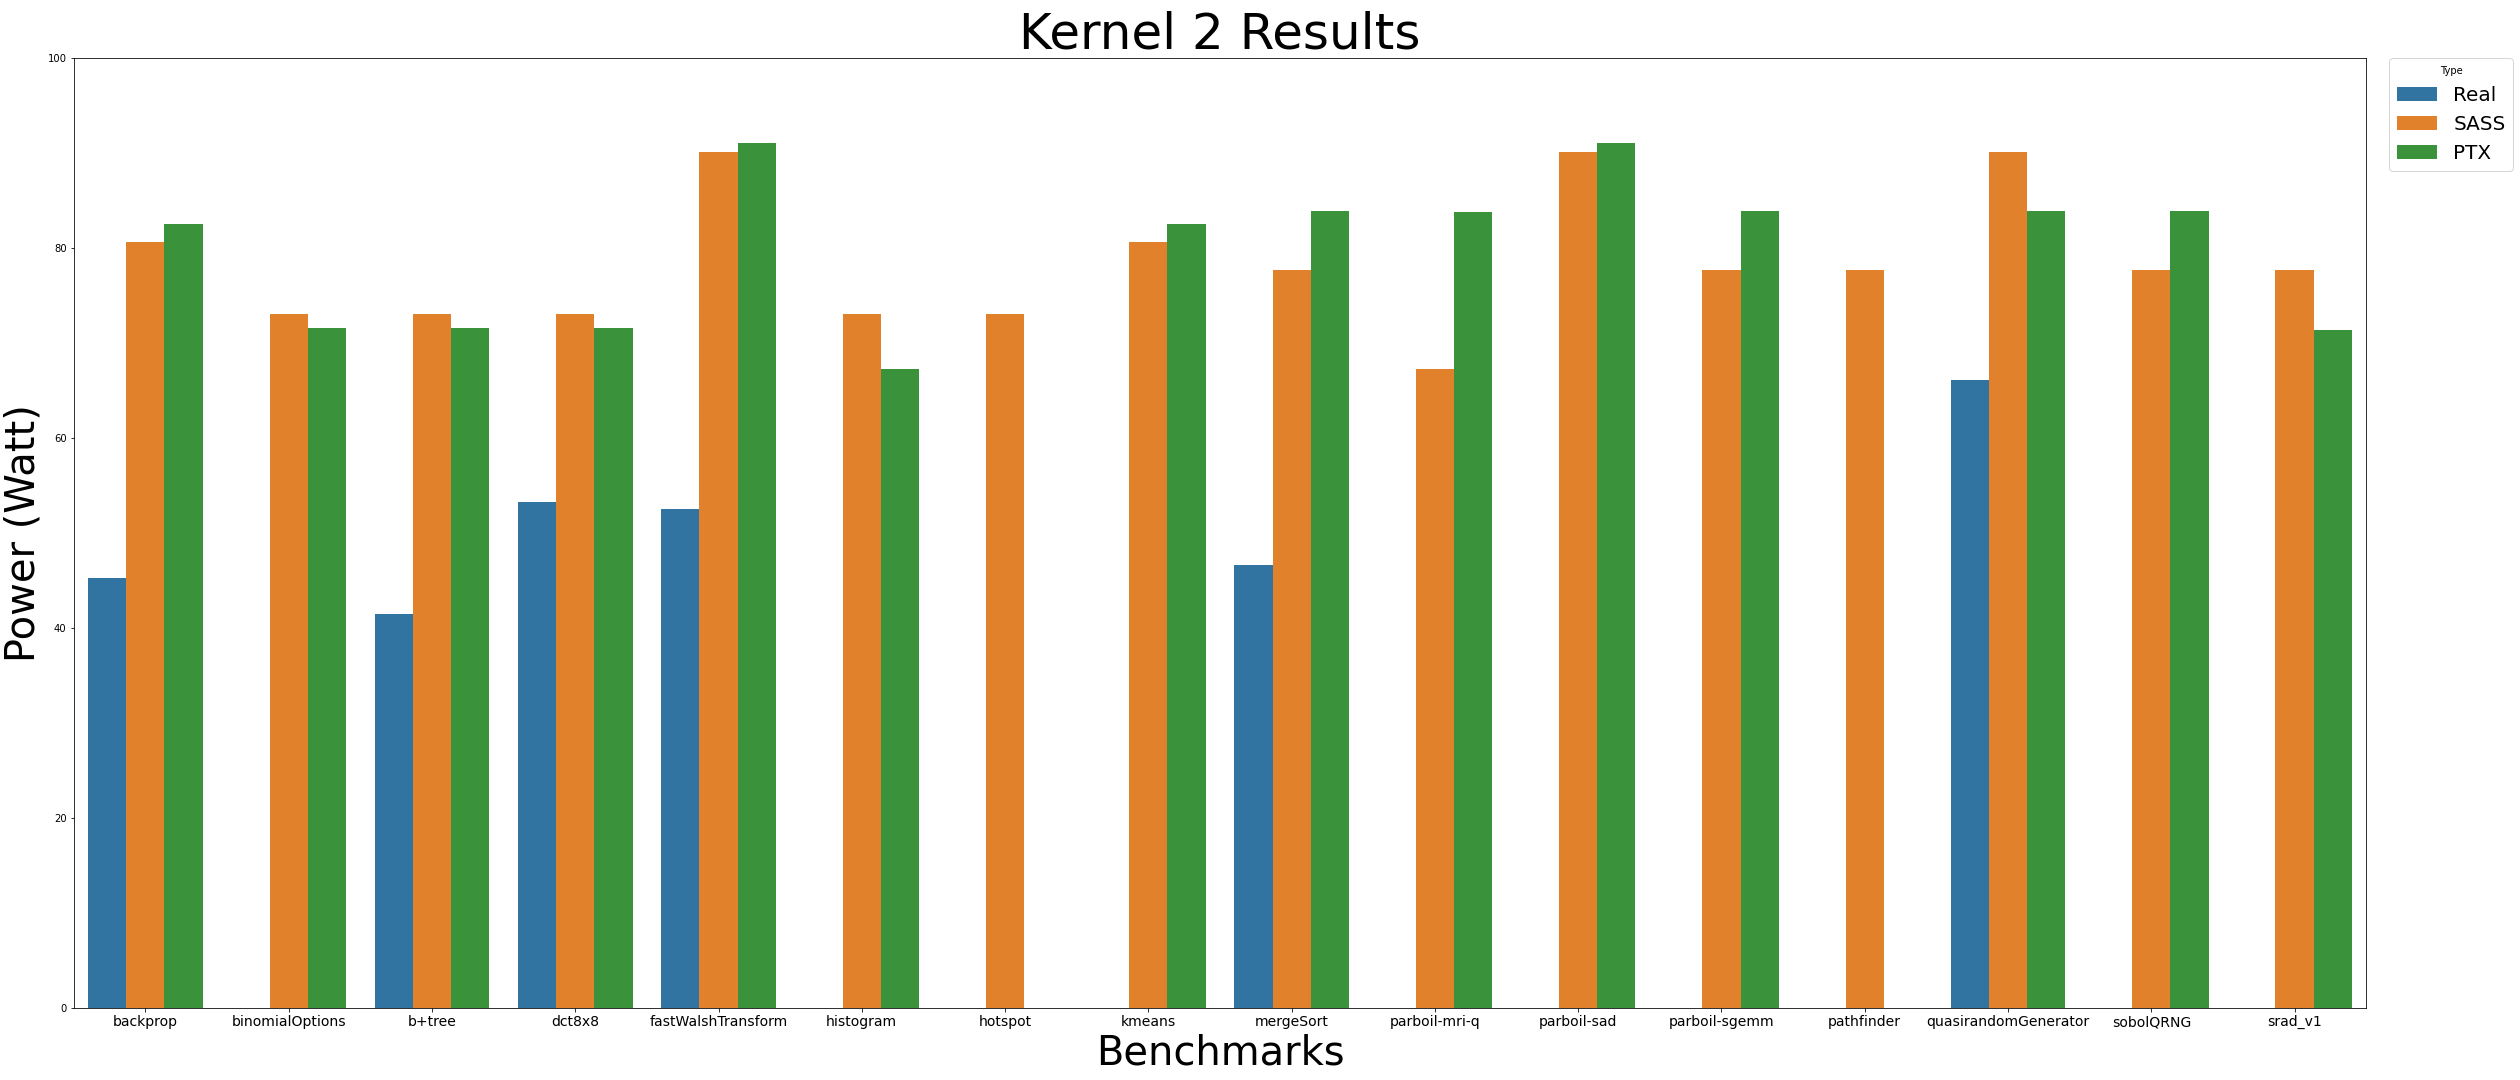 Kernel 2 Results
Type
Real
SASS
PTX
Power (Watt)
100
80
60
40
20
0
backprop binomialOptions b+tree dct8x8 fastWalshTransform histogram hotspot kmeans mergeSort parboil-mri-q parboil-sad parboil-sgemm pathfinder quasirandomGenerator sobolQRNG srad_v1
Benchmarks